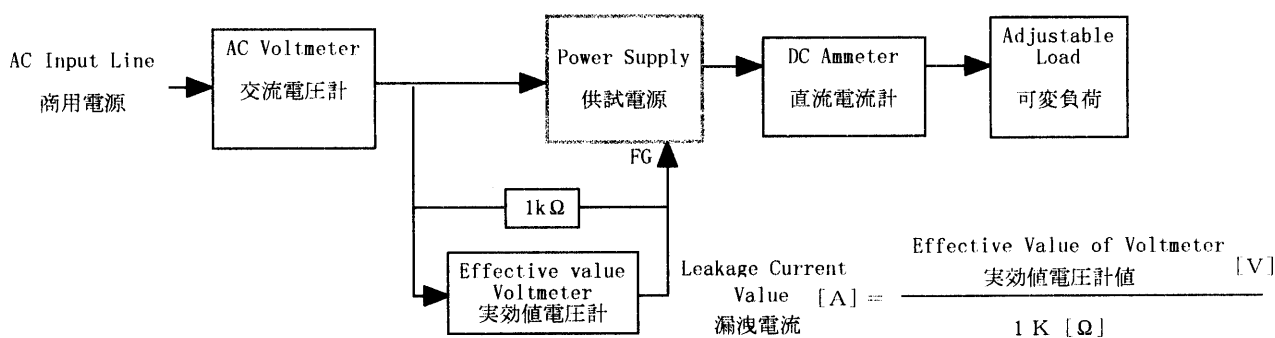 AC Input Line
商用電源
AC Voltmeter
交流電圧計
Power Supply
供試電源
DC Ammeter
直流電流計
Adjustable
Load
可変負荷
FG
1kΩ
Effective value
Voltmeter
実効値電圧計
Leakage Current
Value [A] =
漏洩電流
Effective Value of Voltmeter
実効値電圧計値 [V]
1 K [Ω]